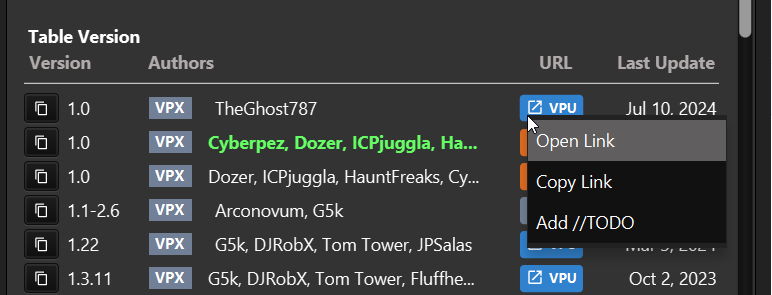 Table Version
Version Authors URL Last Update
1.0 VPX TheGhost787 VPU Jul 10, 2024
1.0 VPX Cyberpez, Dozer, ICPjuggla, Ha...
Open Link
1.0 VPX Dozer, ICPjuggla, HauntFreaks, Cy...
Copy Link
1.1-2.6 VPX Arconovum, G5k
Add //TODO
1.22 VPX G5k, DJRobX, Tom Tower, JPSalas VPU
1.3.11 VPX G5k, DJRobX, Tom Tower, Fluffhe... VPU Oct 2, 2023